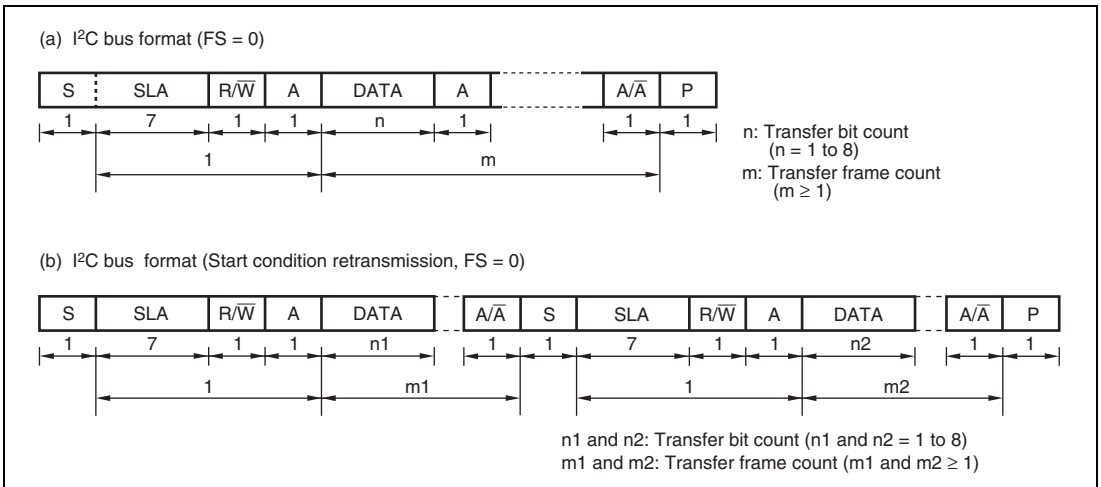 (a) I²C bus format (FS = 0)
S SLA R/W̅ A DATA A A/A̅ P
1 7 1 1 n 1 1 1
1 m
n: Transfer bit count
(n = 1 to 8)
m: Transfer frame count
(m ≥ 1)
(b) I²C bus format (Start condition retransmission, FS = 0)
S SLA R/W̅ A DATA A/A̅ S SLA R/W̅ A DATA A/A̅ P
1 7 1 1 n1 1 1 7 1 1 n2 1 1
1 m1 1 m2
n1 and n2: Transfer bit count (n1 and n2 = 1 to 8)
m1 and m2: Transfer frame count (m1 and m2 ≥ 1)